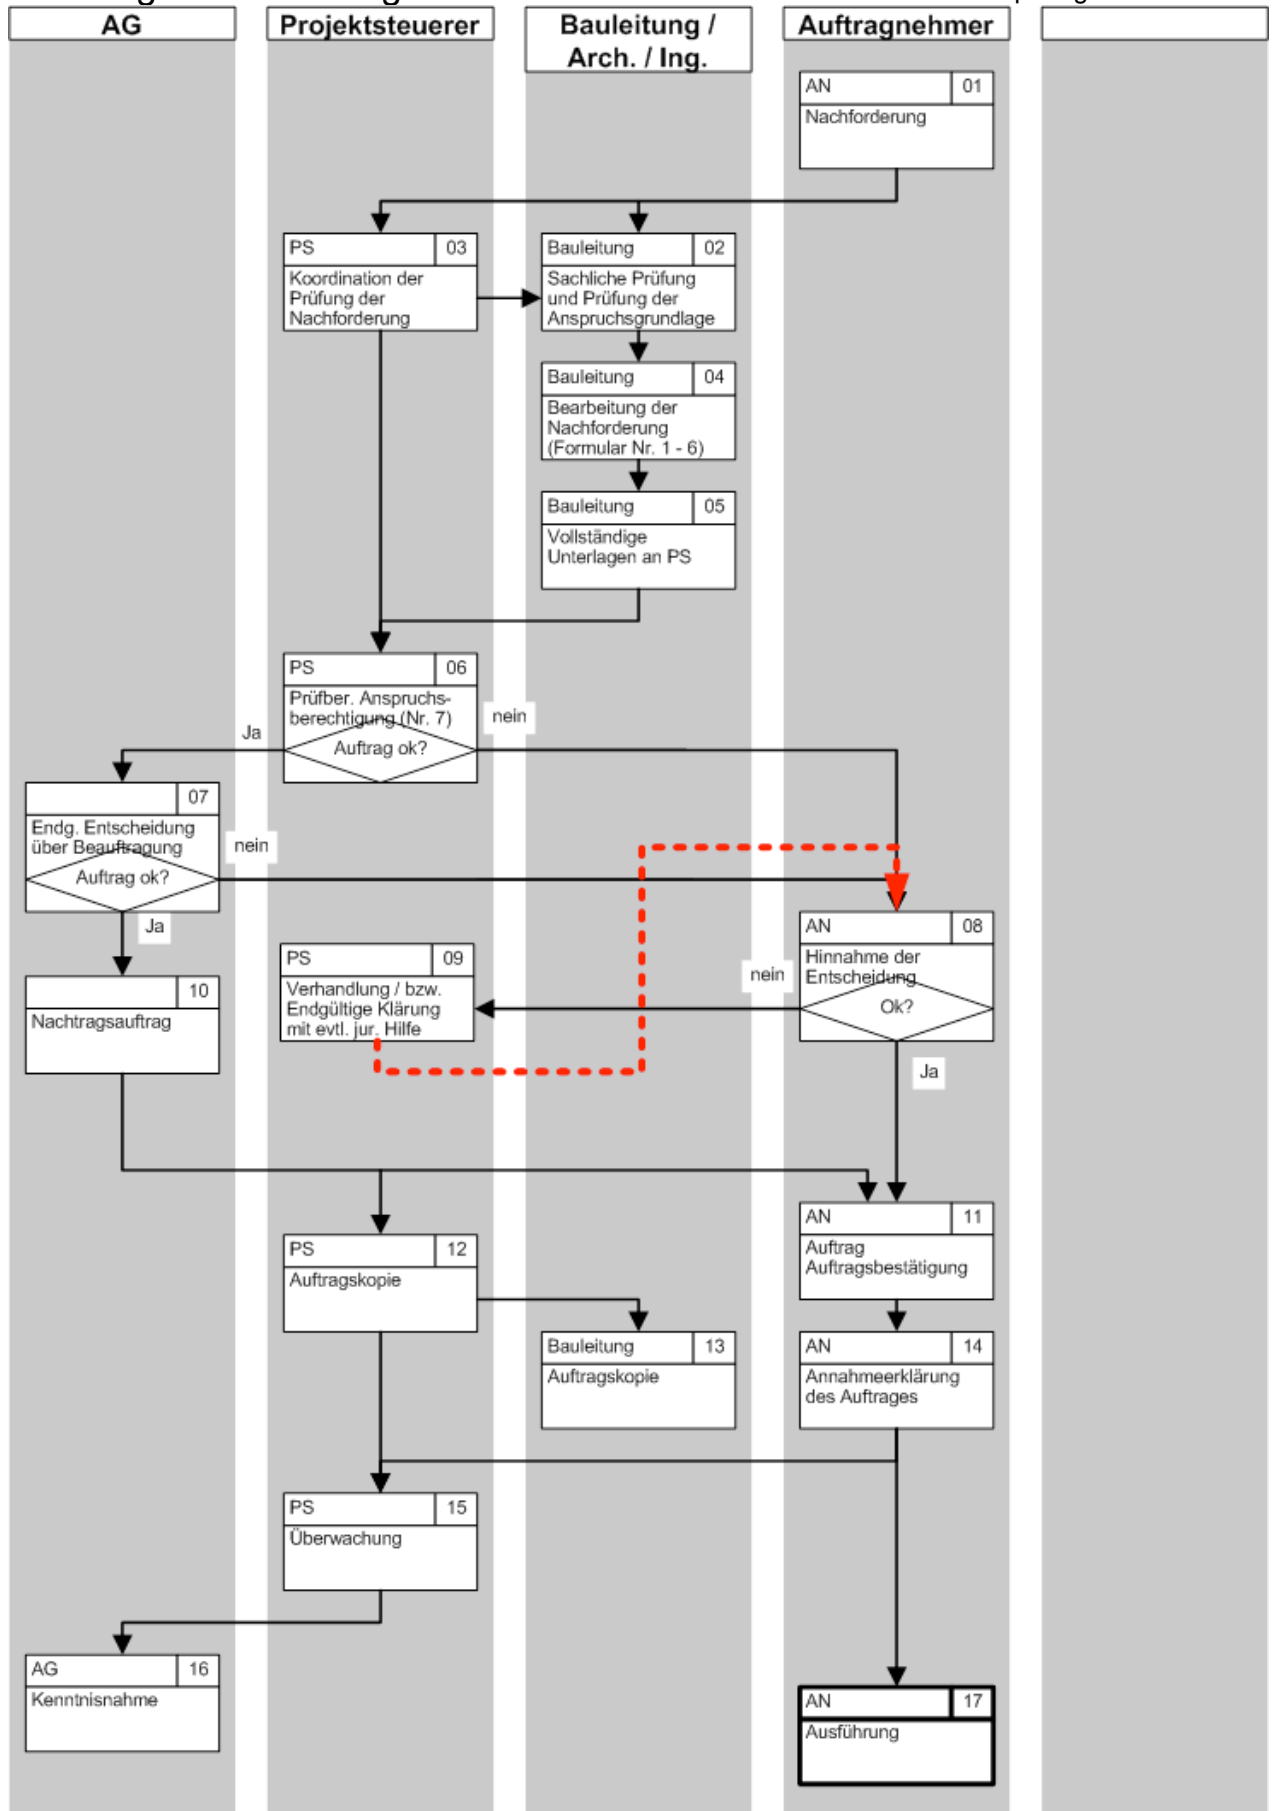 AG
Projektsteuerer
Bauleitung /
Arch. / Ing.
Auftragnehmer
AN 01
Nachforderung
PS 03
Koordination der
Prüfung der
Nachforderung
Bauleitung 02
Sachliche Prüfung
und Prüfung der
Anspruchsgrundlage
Bauleitung 04
Bearbeitung der
Nachforderung
(Formular Nr. 1 - 6)
Bauleitung 05
Vollständige
Unterlagen an PS
PS 06
Prüfber. Anspruchs-
berechtigung (Nr. 7)
Auftrag ok?
Ja
nein
07
Endg. Entscheidung
über Beauftragung
Auftrag ok?
nein
Ja
AN 08
Hinnahme der
Entscheidung
Ok?
nein
Ja
PS 09
Verhandlung / bzw.
Endgültige Klärung
mit evtl. jur. Hilfe
10
Nachtragsauftrag
AN 11
Auftrag
Auftragsbestätigung
PS 12
Auftragskopie
Bauleitung 13
Auftragskopie
AN 14
Annahmeerklärung
des Auftrages
PS 15
Überwachung
AG 16
Kenntnisnahme
AN 17
Ausführung